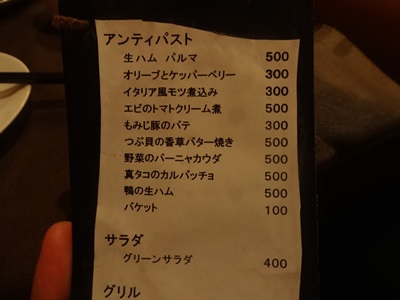 アンティパスト
生ハム パルマ 500
オリーブとケッパーベリー 300
イタリア風モツ煮込み 300
エビのトマトクリーム煮 500
もみじ豚のパテ 300
つぶ貝の香草バター焼き 500
野菜のバーニャカウダ 500
真タコのカルパッチョ 500
鴨の生ハム 500
バケット 100
サラダ
グリーンサラダ 400
グリル